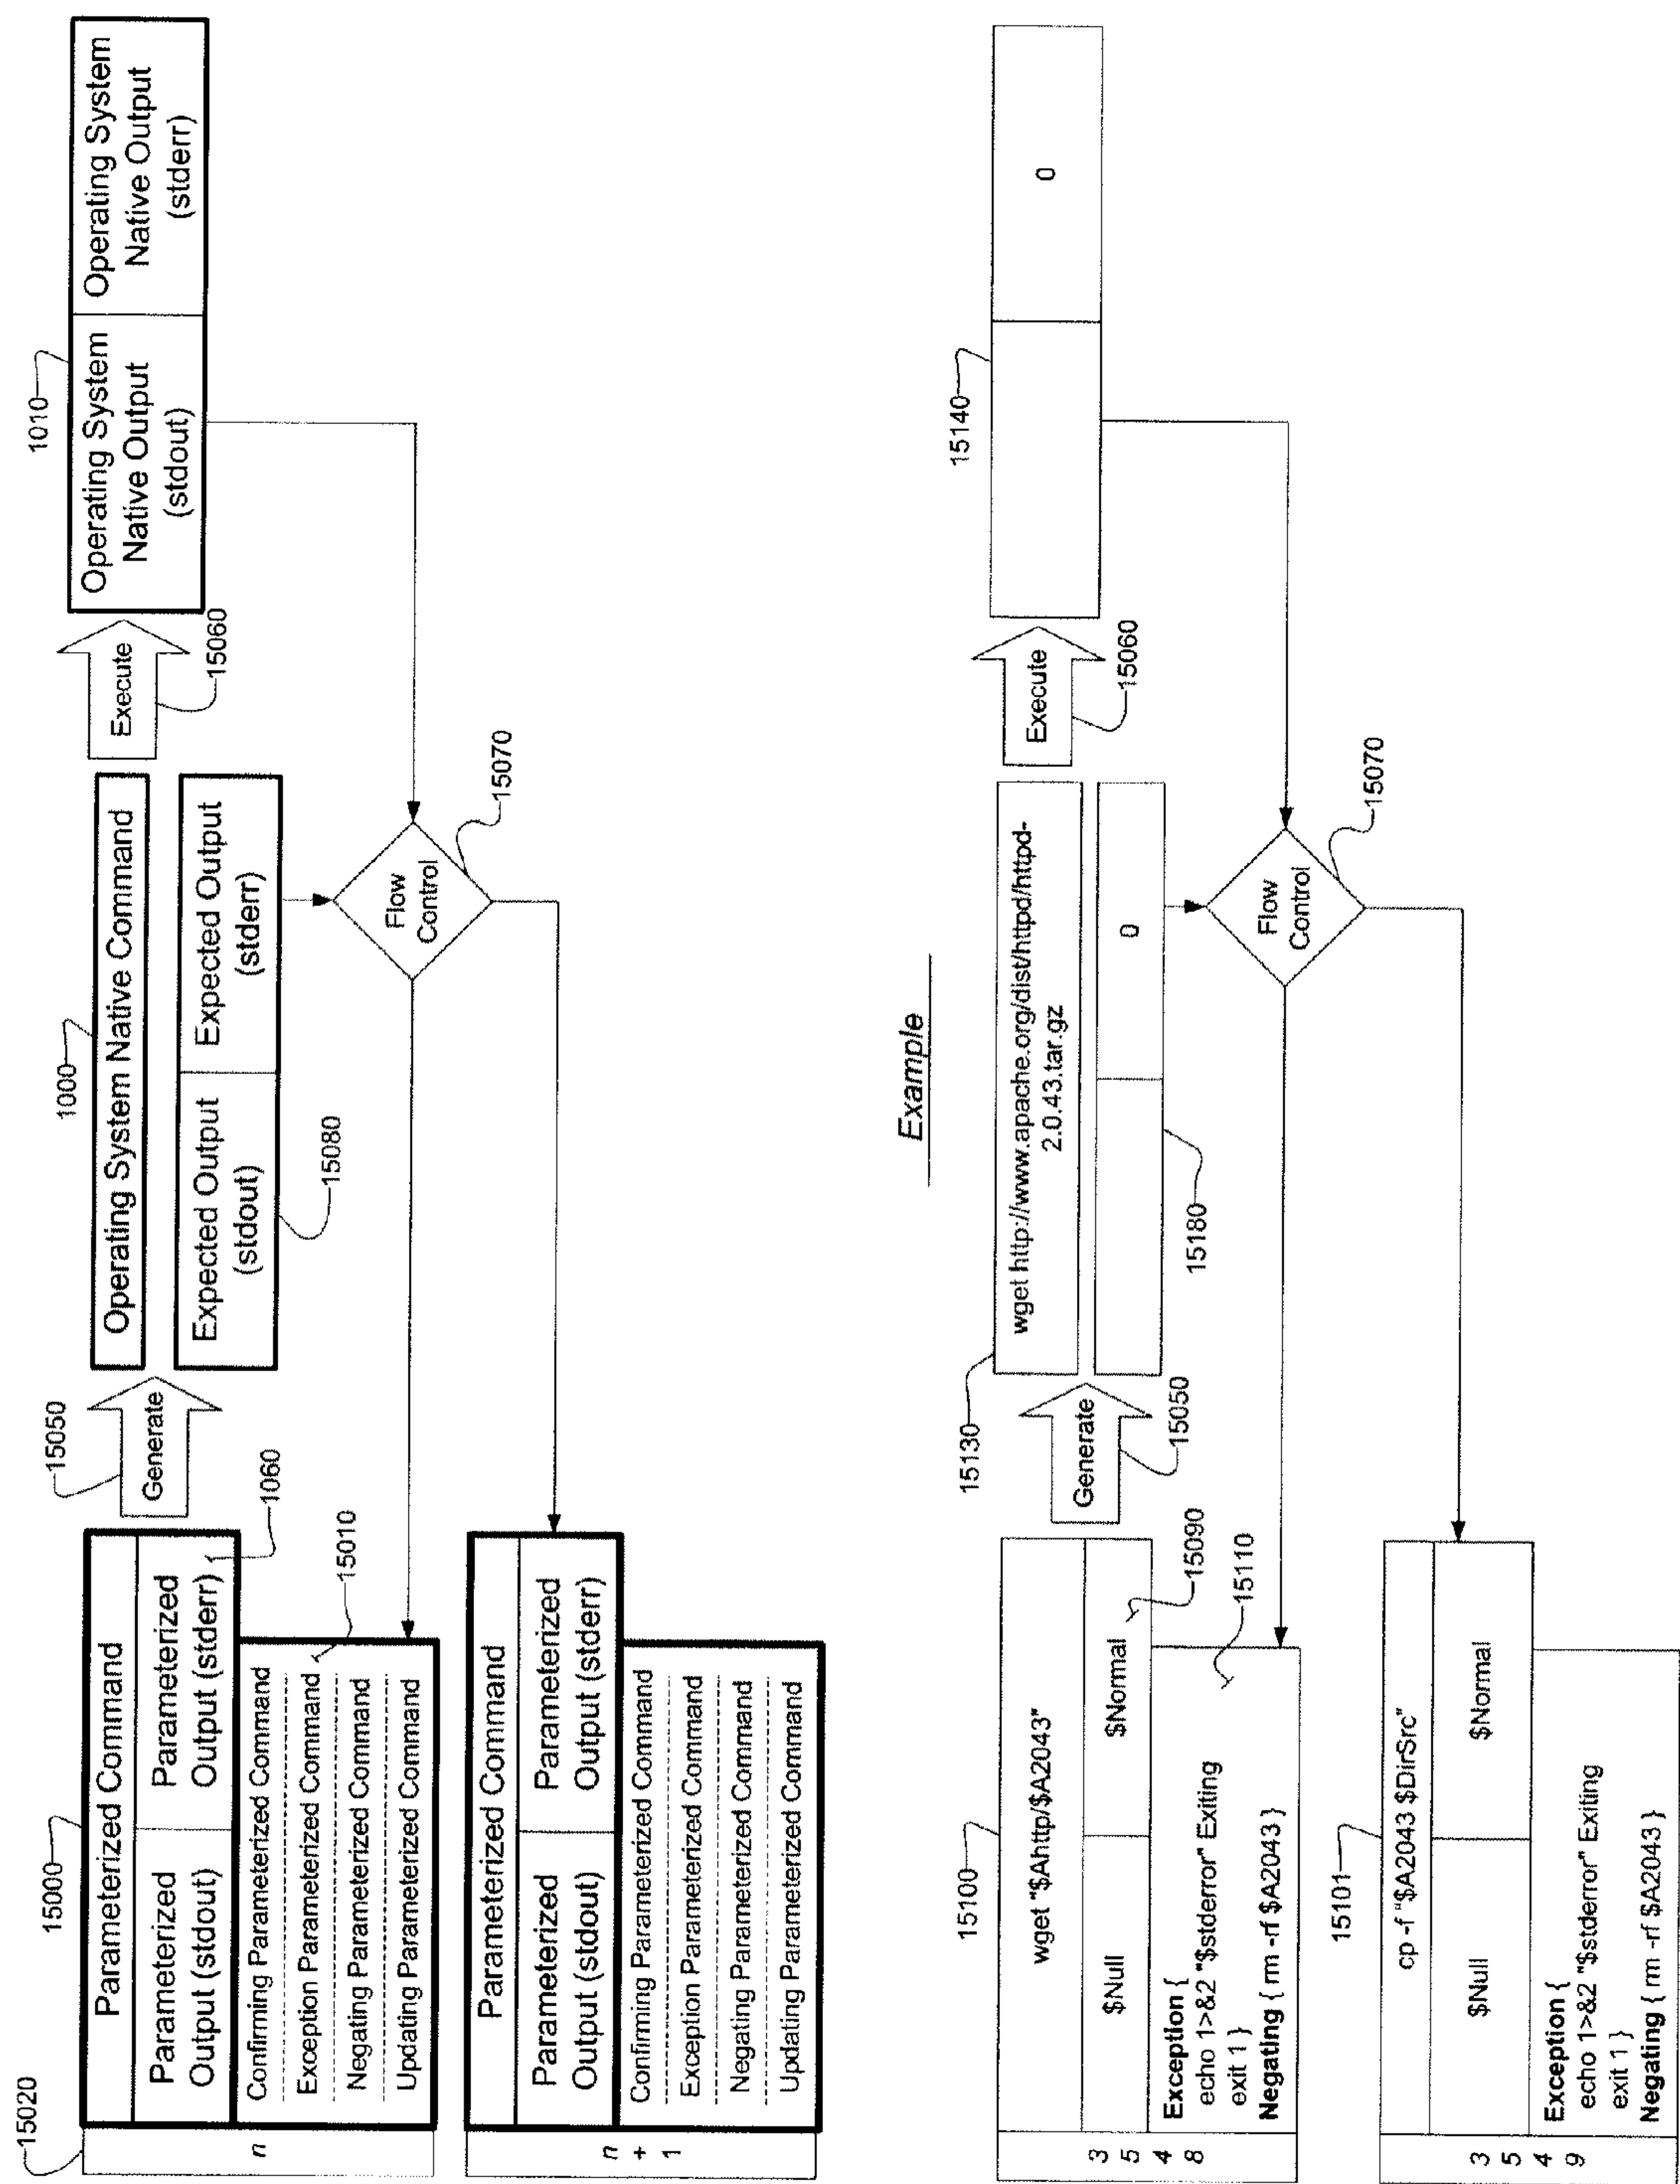 15020
15000
n
Parameterized Command
Parameterized
Output (stdout)
Parameterized
Output (stderr)
1060
Confirming Parameterized Command
Exception Parameterized Command
15010
Negating Parameterized Command
Updating Parameterized Command
15050
Generate
1000
Operating System Native Command
Expected Output
(stdout)
Expected Output
(stderr)
15080
Execute
15060
1010
Operating System
Native Output
(stdout)
Operating System
Native Output
(stderr)
Flow
Control
15070
n
+
1
Parameterized Command
Parameterized
Output (stdout)
Parameterized
Output (stderr)
Confirming Parameterized Command
Exception Parameterized Command
Negating Parameterized Command
Updating Parameterized Command
Example
15100
3
5
4
8
wget "$Ahttp/$A2043"
$Null
$Normal
15090
Exception {
echo 1>&2 "$stderror" Exiting
exit 1 }
Negating { rm -rf $A2043 }
15110
15130
Generate
15050
wget http://www.apache.org/dist/httpd/httpd-
2.0.43.tar.gz
0
15180
Execute
15060
15140
0
Flow
Control
15070
15101
3
5
4
9
cp -f "$A2043 $DirSrc"
$Null
$Normal
Exception {
echo 1>&2 "$stderror" Exiting
exit 1 }
Negating { rm -rf $A2043 }